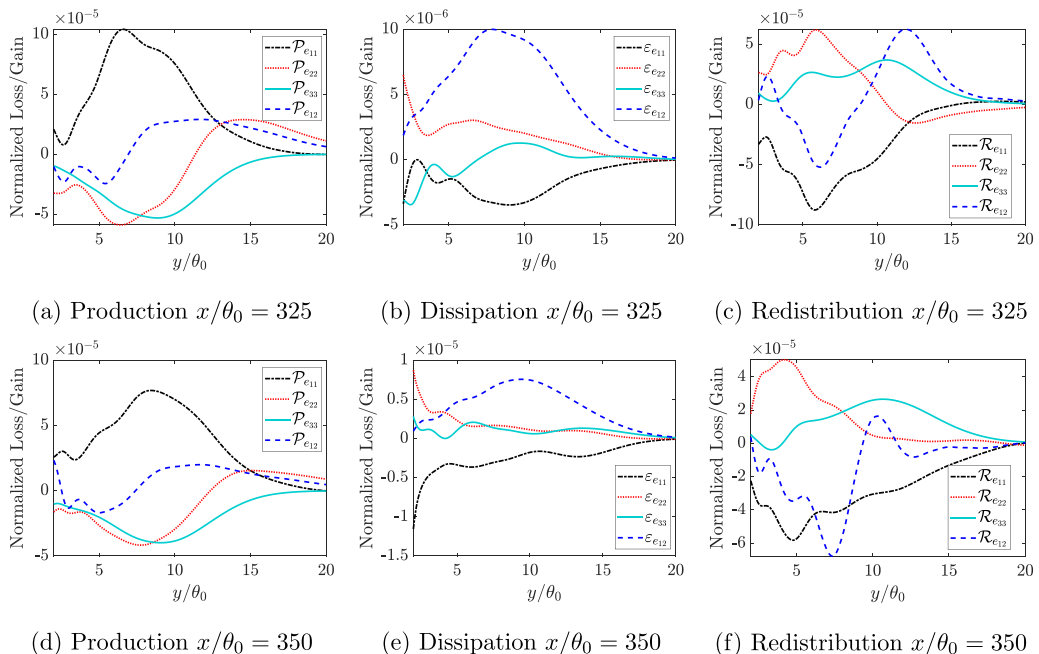 ×10⁻⁵
10
5
0
-5
Normalized Loss/Gain
5
10
15
20
y/θ₀
𝒫e₁₁
𝒫e₂₂
𝒫e₃₃
𝒫e₁₂
(a) Production x/θ₀ = 325
×10⁻⁶
10
5
0
-5
Normalized Loss/Gain
5
10
15
20
y/θ₀
εe₁₁
εe₂₂
εe₃₃
εe₁₂
(b) Dissipation x/θ₀ = 325
×10⁻⁵
5
0
-5
-10
Normalized Loss/Gain
5
10
15
20
y/θ₀
ℛe₁₁
ℛe₂₂
ℛe₃₃
ℛe₁₂
(c) Redistribution x/θ₀ = 325
×10⁻⁵
10
5
0
-5
Normalized Loss/Gain
5
10
15
20
y/θ₀
𝒫e₁₁
𝒫e₂₂
𝒫e₃₃
𝒫e₁₂
(d) Production x/θ₀ = 350
×10⁻⁵
1
0.5
0
-0.5
-1
-1.5
Normalized Loss/Gain
5
10
15
20
y/θ₀
εe₁₁
εe₂₂
εe₃₃
εe₁₂
(e) Dissipation x/θ₀ = 350
×10⁻⁵
4
2
0
-2
-4
-6
Normalized Loss/Gain
5
10
15
20
y/θ₀
ℛe₁₁
ℛe₂₂
ℛe₃₃
ℛe₁₂
(f) Redistribution x/θ₀ = 350